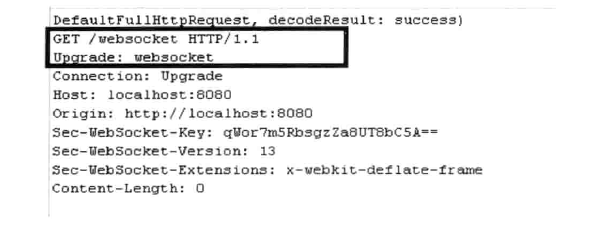 DefaultFullHttpRequest, decodeResult: success)
GET /websocket HTTP/1.1
Upgrade: websocket
Connection: Upgrade
Host: localhost:8080
Origin: http://localhost:8080
Sec-WebSocket-Key: qWor7m5RbsgzZa8UT8bC5A==
Sec-WebSocket-Version: 13
Sec-WebSocket-Extensions: x-webkit-deflate-frame
Content-Length: 0